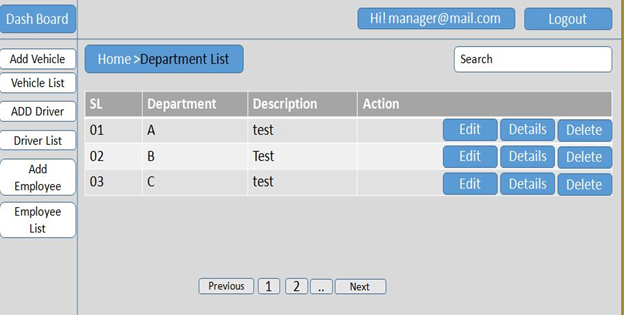 Dash Board
Hi! manager@mail.com
Logout
Add Vehicle
Vehicle List
ADD Driver
Driver List
Add
Employee
Employee
List
Home >Department List
Search
SL Department Description Action
01 A test Edit Details Delete
02 B Test Edit Details Delete
03 C test Edit Details Delete
Previous 1 2 .. Next